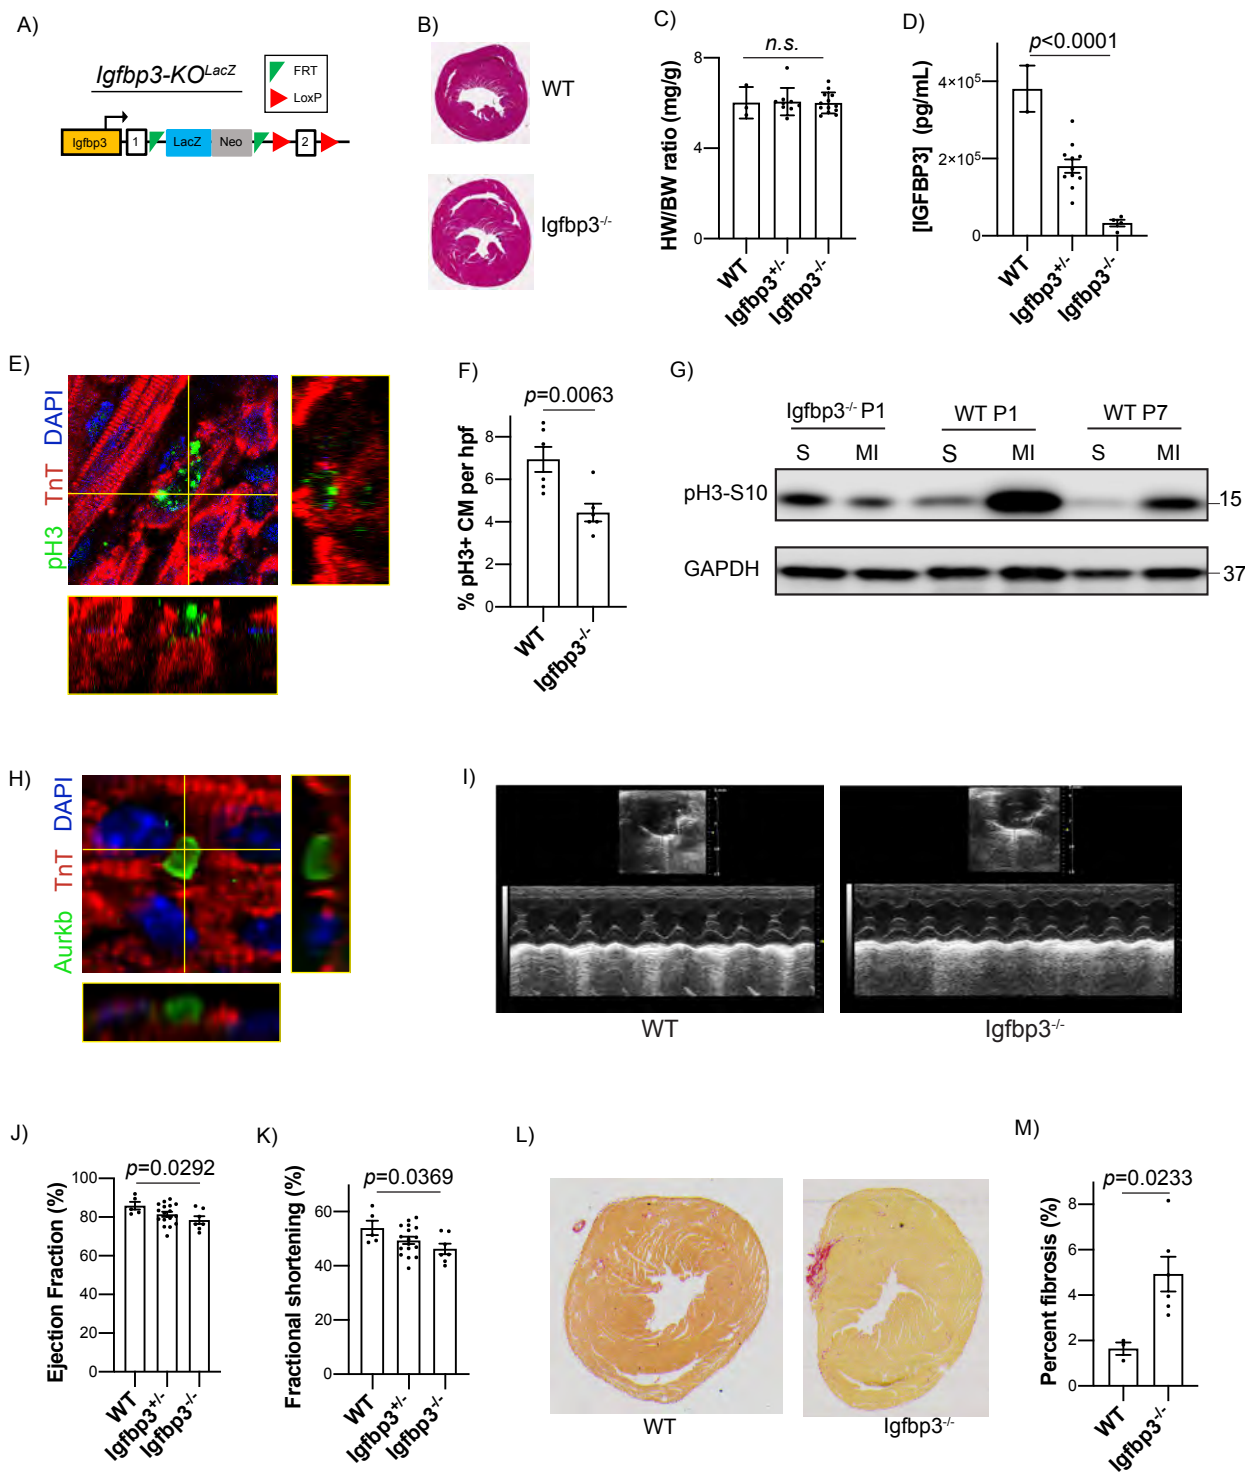 A)
Igfbp3-KO^LacZ
FRT
LoxP
Igfbp3
1
LacZ
Neo
2
B)
WT
Igfbp3-/-
C)
n.s.
HW/BW ratio (mg/g)
8
4
0
WT
Igfbp3+/-
Igfbp3-/-
D)
p<0.0001
[IGFBP3] (pg/mL)
4×10⁵
2×10⁵
0
WT
Igfbp3+/-
Igfbp3-/-
E)
pH3 TnT DAPI
F)
p=0.0063
% pH3+ CM per hpf
8
6
4
2
0
WT
Igfbp3-/-
G)
Igfbp3-/- P1
WT P1
WT P7
S MI S MI S MI
pH3-S10
15
GAPDH
37
H)
Aurkb TnT DAPI
I)
WT
Igfbp3-/-
J)
p=0.0292
Ejection Fraction (%)
100
80
60
40
20
0
WT
Igfbp3+/-
Igfbp3-/-
K)
p=0.0369
Fractional shortening (%)
60
40
20
0
WT
Igfbp3+/-
Igfbp3-/-
L)
WT
Igfbp3-/-
M)
p=0.0233
Percent fibrosis (%)
8
6
4
2
0
WT
Igfbp3-/-